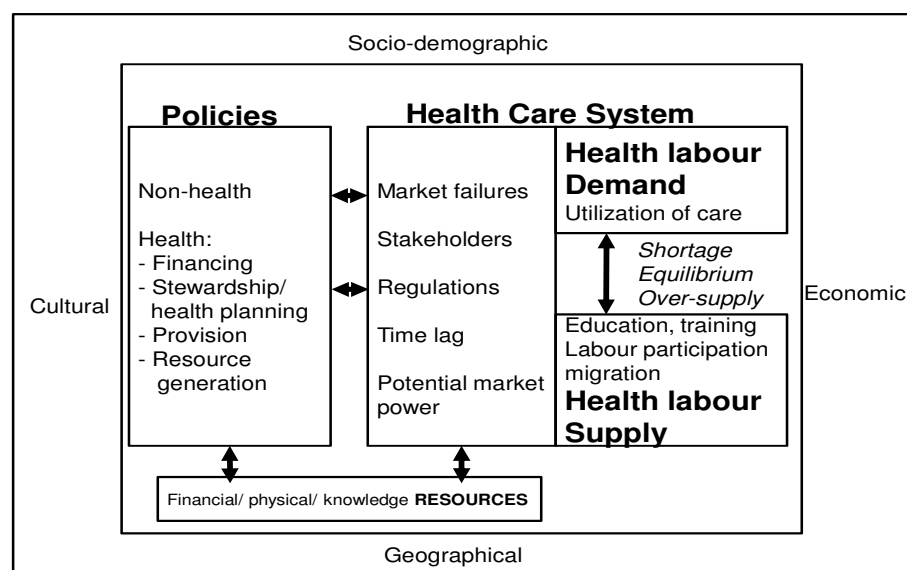 Socio-demographic
Policies
Health Care System
Non-health
Health:
- Financing
- Stewardship/
health planning
- Provision
- Resource
generation
Market failures
Stakeholders
Regulations
Time lag
Potential market
power
Health labour
Demand
Utilization of care
Shortage
Equilibrium
Over-supply
Education, training
Labour participation
migration
Health labour
Supply
Cultural
Economic
Financial/ physical/ knowledge RESOURCES
Geographical